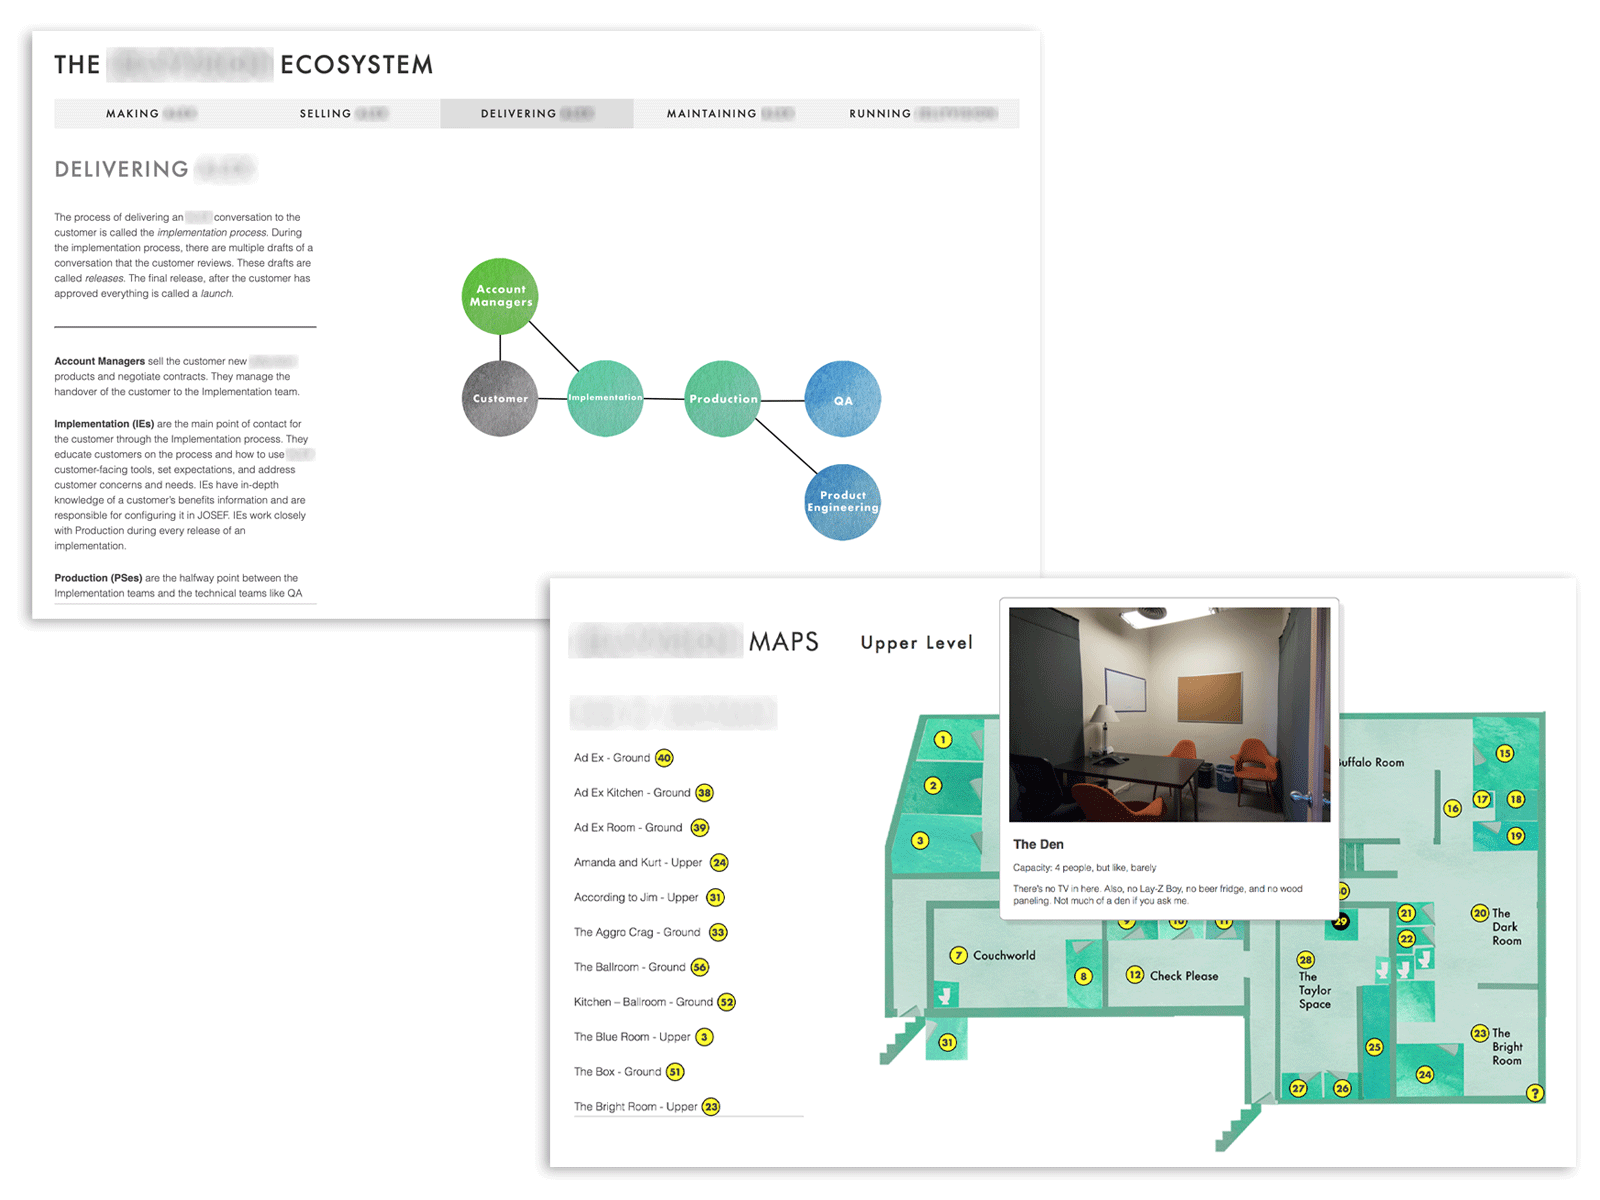 THE ECOSYSTEM
MAKING
SELLING
DELIVERING
MAINTAINING
RUNNING
DELIVERING
The process of delivering an conversation to the
customer is called the implementation process. During
the implementation process, there are multiple drafts of a
conversation that the customer reviews. These drafts are
called releases. The final release, after the customer has
approved everything is called a launch.
Account Managers sell the customer new
products and negotiate contracts. They manage the
handover of the customer to the Implementation team.
Implementation (IEs) are the main point of contact for
the customer through the Implementation process. They
educate customers on the process and how to use
customer-facing tools, set expectations, and address
customer concerns and needs. IEs have in-depth
knowledge of a customer's benefits information and are
responsible for configuring it in JOSEF. IEs work closely
with Production during every release of an
implementation.
Production (PSes) are the halfway point between the
Implementation teams and the technical teams like QA
Account
Managers
Customer
Implementation
Production
QA
Product
Engineering
MAPS
Upper Level
Ad Ex - Ground 40
Ad Ex Kitchen - Ground 38
Ad Ex Room - Ground 39
Amanda and Kurt - Upper 24
According to Jim - Upper 31
The Aggro Crag - Ground 33
The Ballroom - Ground 56
Kitchen – Ballroom - Ground 52
The Blue Room - Upper 3
The Box - Ground 51
The Bright Room - Upper 23
The Den
Capacity: 4 people, but like, barely
There's no TV in here. Also, no Lay-Z Boy, no beer fridge, and no wood
paneling. Not much of a den if you ask me.
1
2
3
Buffalo Room
15
16
17
18
19
9
10
11
29
21
22
20 The
Dark
Room
7 Couchworld
8
12 Check Please
28
The
Taylor
Space
31
25
23 The
Bright
Room
24
27
26
?